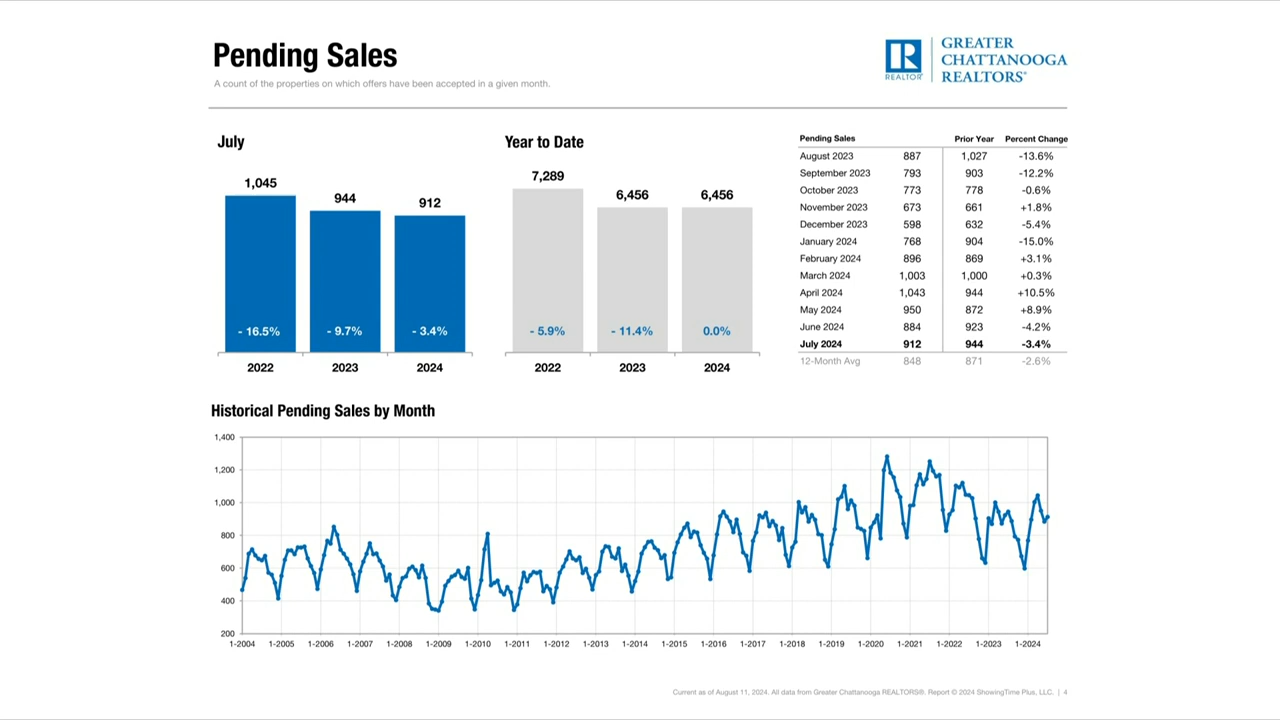 Pending Sales
A count of the properties on which offers have been accepted in a given month.
REALTOR®
GREATER
CHATTANOOGA
REALTORS®
July
1,045
944
912
- 16.5%
- 9.7%
- 3.4%
2022
2023
2024
Year to Date
7,289
6,456
6,456
- 5.9%
- 11.4%
0.0%
2022
2023
2024
Pending Sales Prior Year Percent Change
August 2023 887 1,027 -13.6%
September 2023 793 903 -12.2%
October 2023 773 778 -0.6%
November 2023 673 661 +1.8%
December 2023 598 632 -5.4%
January 2024 768 904 -15.0%
February 2024 896 869 +3.1%
March 2024 1,003 1,000 +0.3%
April 2024 1,043 944 +10.5%
May 2024 950 872 +8.9%
June 2024 884 923 -4.2%
July 2024 912 944 -3.4%
12-Month Avg 848 871 -2.6%
Historical Pending Sales by Month
1,400
1,200
1,000
800
600
400
200
1-2004 1-2005 1-2006 1-2007 1-2008 1-2009 1-2010 1-2011 1-2012 1-2013 1-2014 1-2015 1-2016 1-2017 1-2018 1-2019 1-2020 1-2021 1-2022 1-2023 1-2024
Current as of August 11, 2024. All data from Greater Chattanooga REALTORS®. Report © 2024 ShowingTime Plus, LLC. | 4